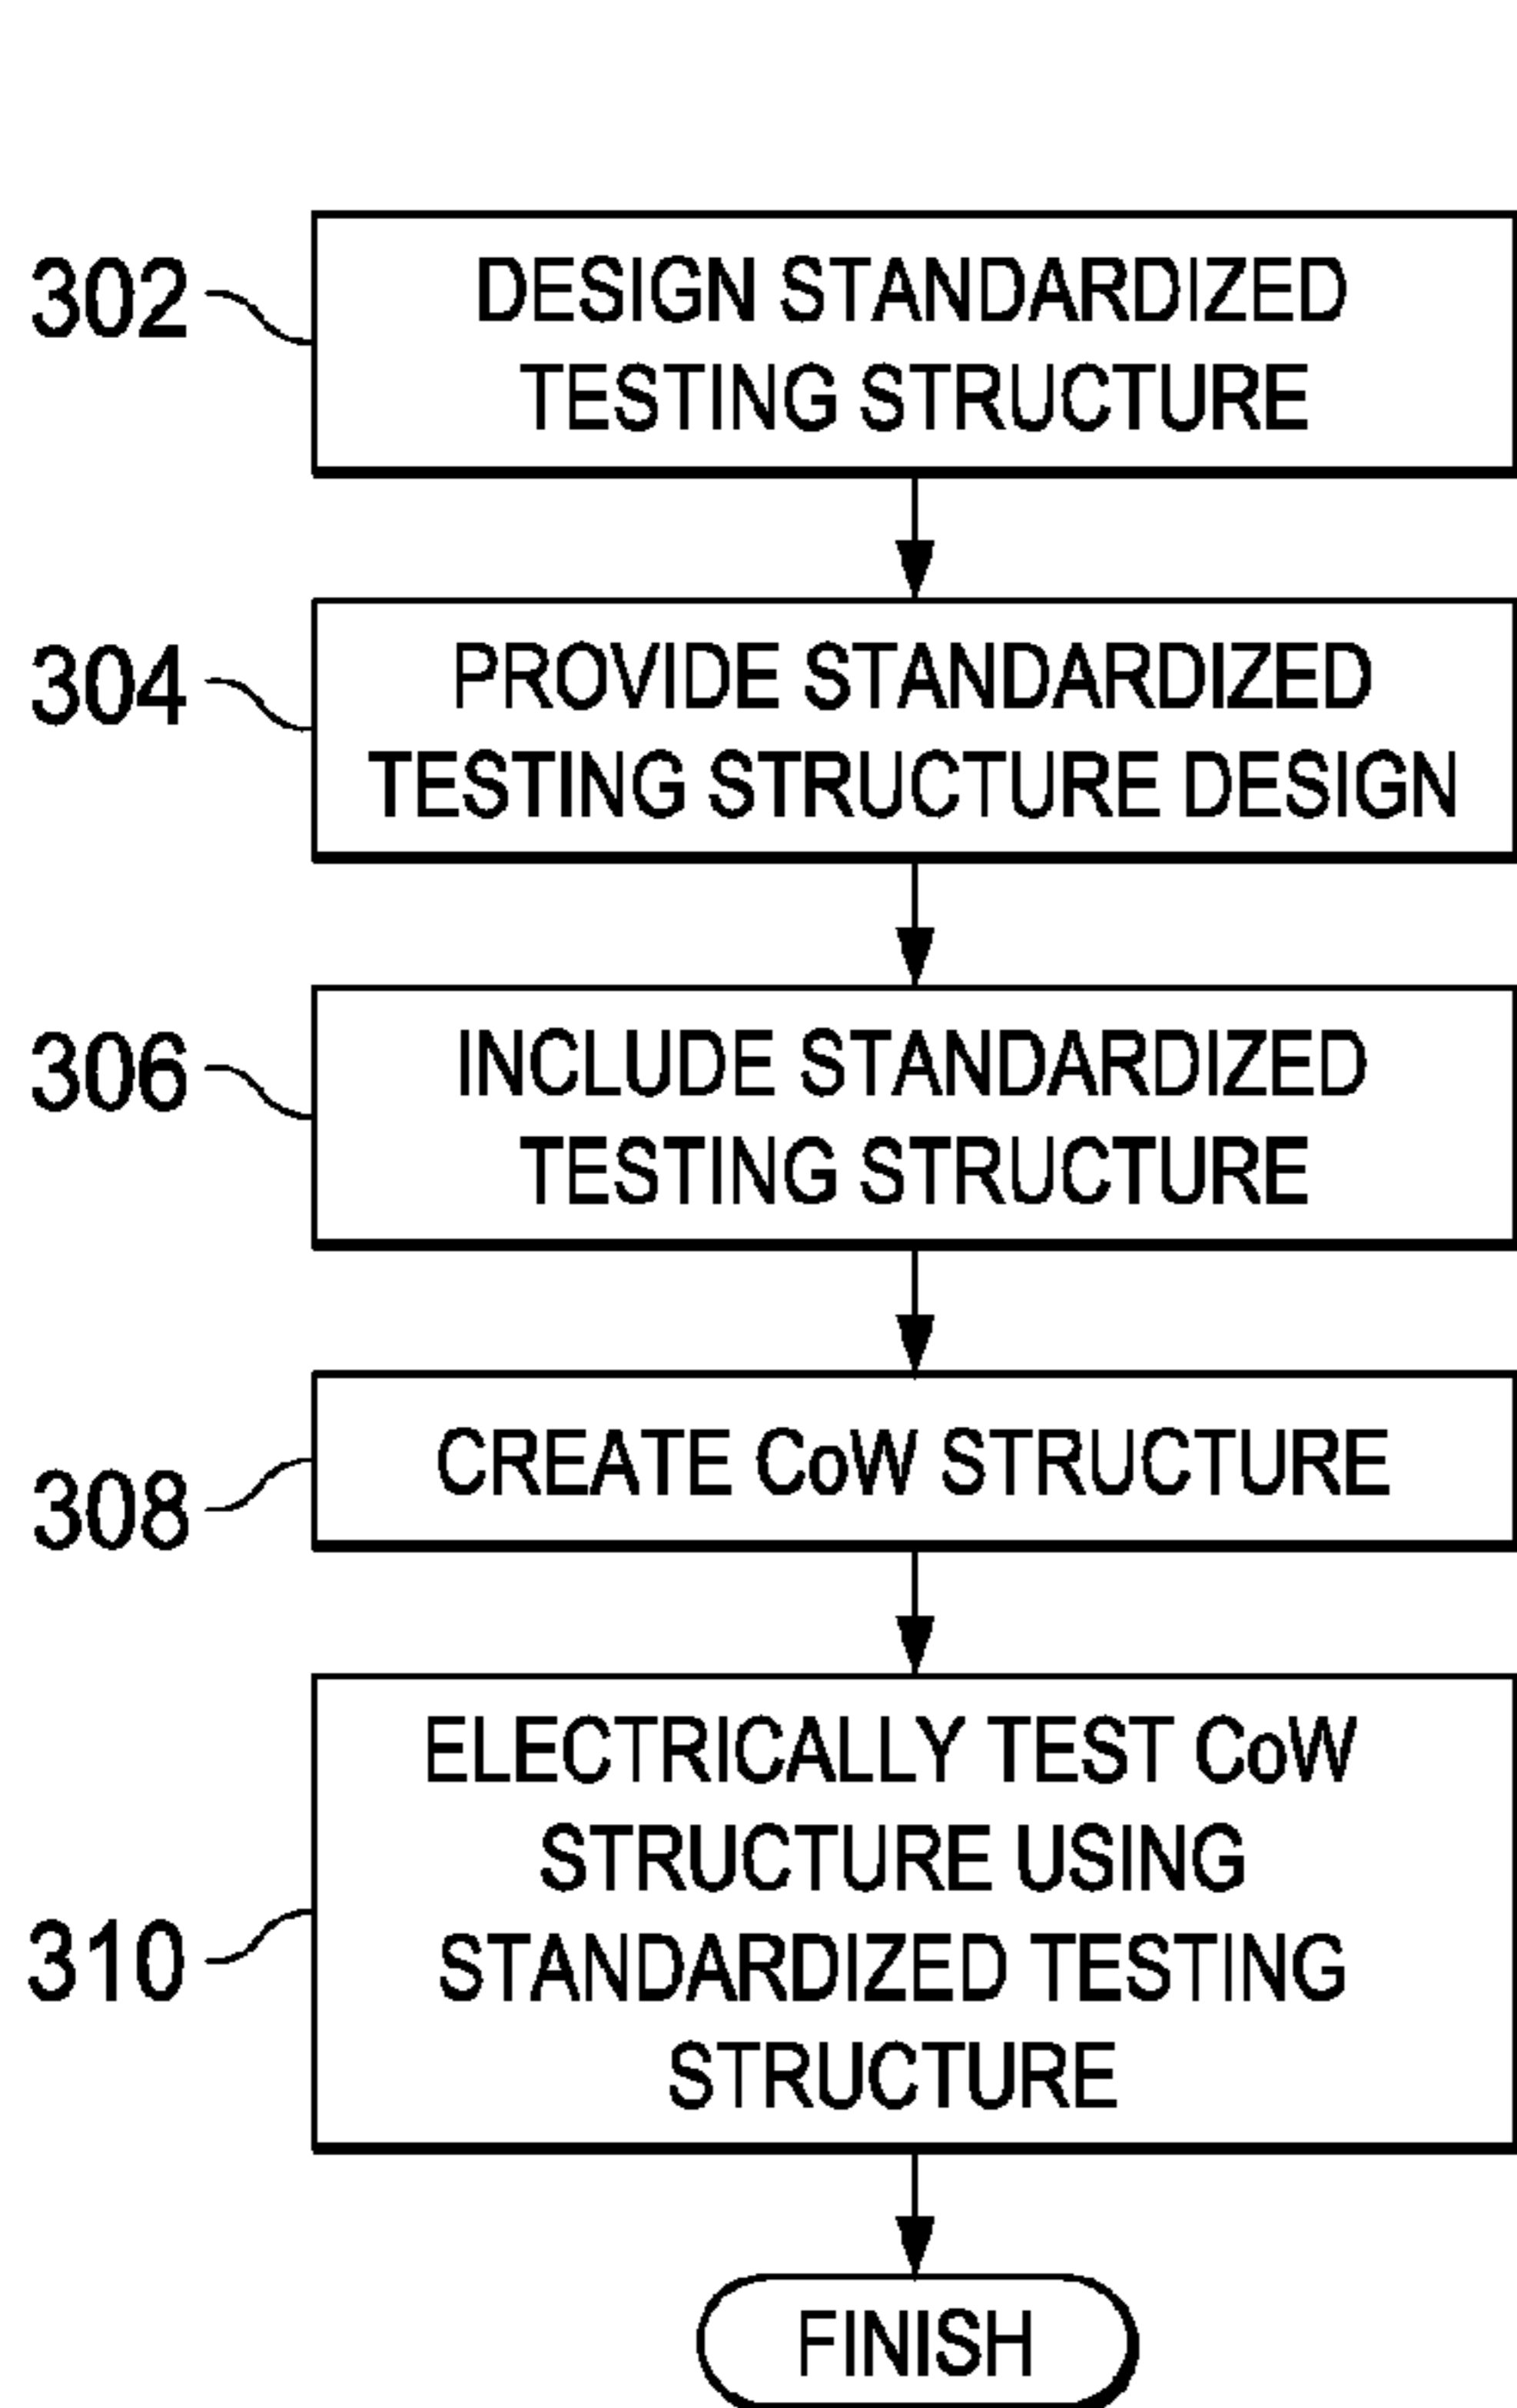 302
DESIGN STANDARDIZED
TESTING STRUCTURE
304
PROVIDE STANDARDIZED
TESTING STRUCTURE DESIGN
306
INCLUDE STANDARDIZED
TESTING STRUCTURE
308
CREATE CoW STRUCTURE
310
ELECTRICALLY TEST CoW
STRUCTURE USING
STANDARDIZED TESTING
STRUCTURE
FINISH